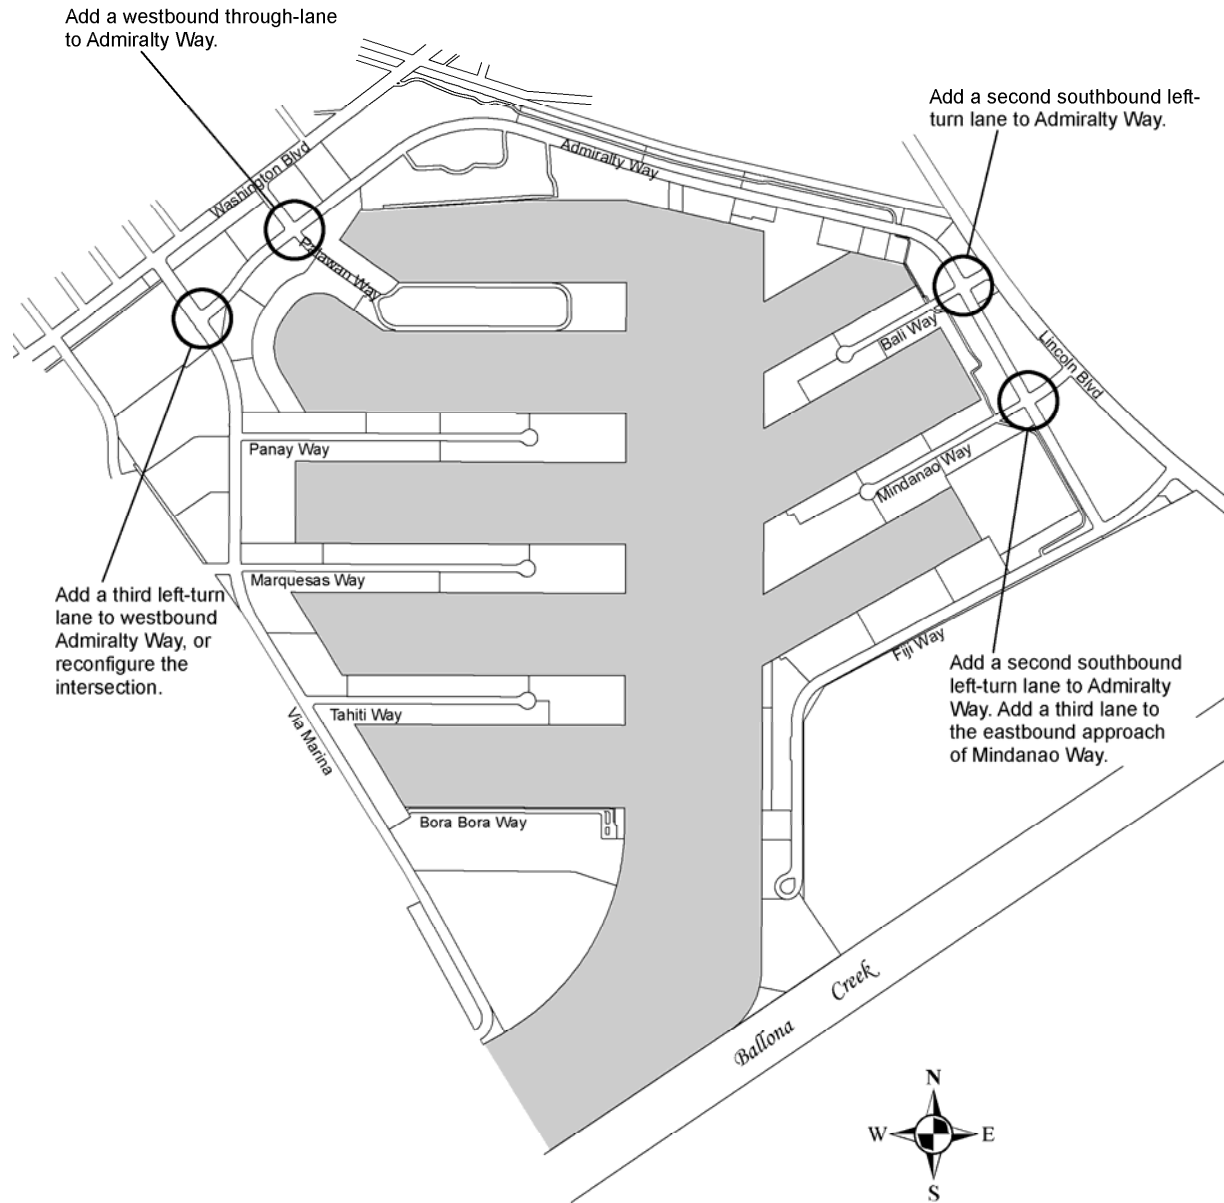 Add a westbound through-lane
to Admiralty Way.
Add a second southbound left-
turn lane to Admiralty Way.
Washington Blvd
Admiralty Way
Palawan Way
Bali Way
Lincoln Blvd
Panay Way
Mindanao Way
Marquesas Way
Add a third left-turn
lane to westbound
Admiralty Way, or
reconfigure the
intersection.
Fiji Way
Add a second southbound
left-turn lane to Admiralty
Way. Add a third lane to
the eastbound approach
of Mindanao Way.
Tahiti Way
Via Marina
Bora Bora Way
Ballona Creek
N
W E
S